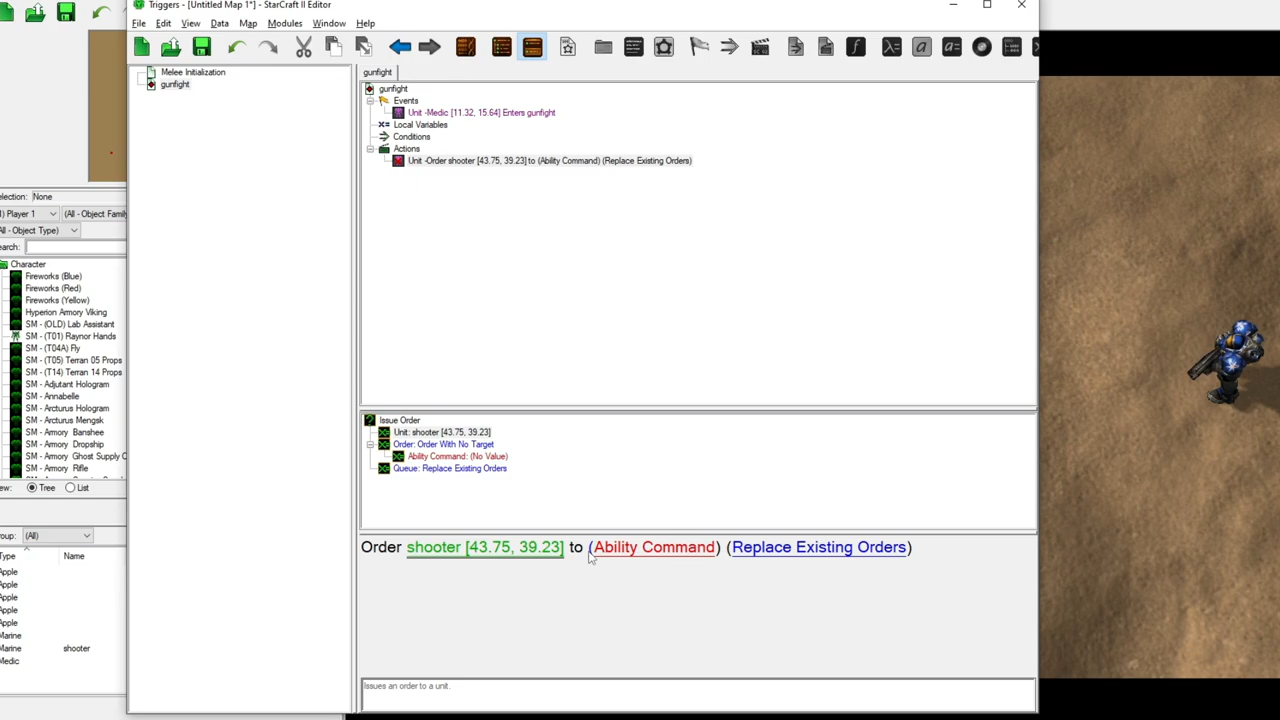 Triggers - [Untitled Map 1*] - StarCraft II Editor
File Edit View Data Map Modules Window Help
Melee Initialization
gunfight
gunfight
gunfight
Events
Unit -Medic [11.32, 15.64] Enters gunfight
Local Variables
Conditions
Actions
Unit -Order shooter [43.75, 39.23] to (Ability Command) (Replace Existing Orders)
Issue Order
Unit: shooter [43.75, 39.23]
Order: Order With No Target
Ability Command: (No Value)
Queue: Replace Existing Orders
Order shooter [43.75, 39.23] to (Ability Command) (Replace Existing Orders)
Issues an order to a unit.
election: None
) Player 1 (All - Object Family
All - Object Type)
earch:
Character
Fireworks (Blue)
Fireworks (Red)
Fireworks (Yellow)
Hyperion Armory Viking
SM - (OLD) Lab Assistant
SM - (T01) Raynor Hands
SM - (T04A) Fly
SM - (T05) Terran 05 Props
SM - (T14) Terran 14 Props
SM - Adjutant Hologram
SM - Annabelle
SM - Arcturus Hologram
SM - Arcturus Mengsk
SM - Armory Banshee
SM - Armory Dropship
SM - Armory Ghost Supply C
SM - Armory Rifle
ew: Tree List
oup: (All)
Type Name
Apple
Apple
Apple
Apple
Apple
Marine
Marine shooter
Medic